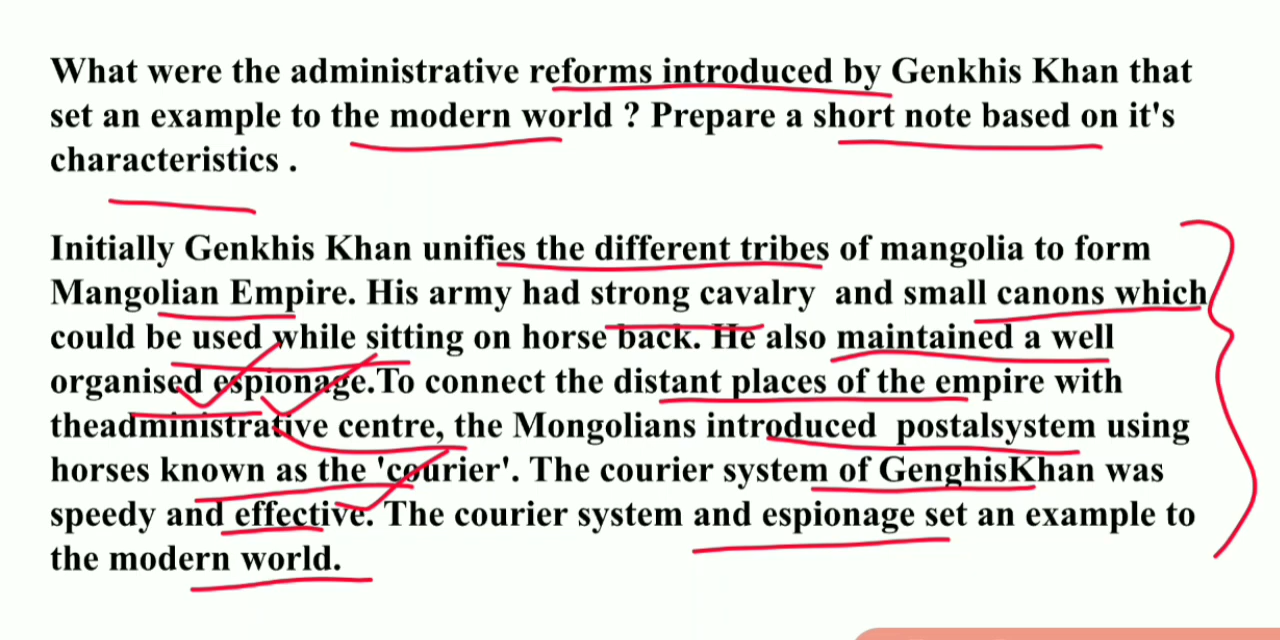 What were the administrative reforms introduced by Genkhis Khan that
set an example to the modern world ? Prepare a short note based on it's
characteristics .
Initially Genkhis Khan unifies the different tribes of mangolia to form
Mangolian Empire. His army had strong cavalry and small canons which
could be used while sitting on horse back. He also maintained a well
organised espionage.To connect the distant places of the empire with
theadministrative centre, the Mongolians introduced postalsystem using
horses known as the 'courier'. The courier system of GenghisKhan was
speedy and effective. The courier system and espionage set an example to
the modern world.